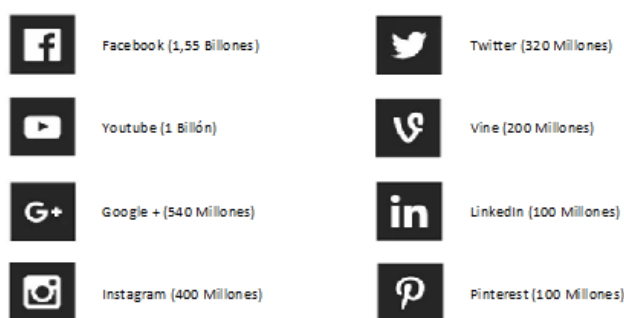 Facebook (1,55 Billones)
Twitter (320 Millones)
Youtube (1 Billón)
Vine (200 Millones)
G+
Google + (540 Millones)
in
LinkedIn (100 Millones)
Instagram (400 Millones)
Pinterest (100 Millones)